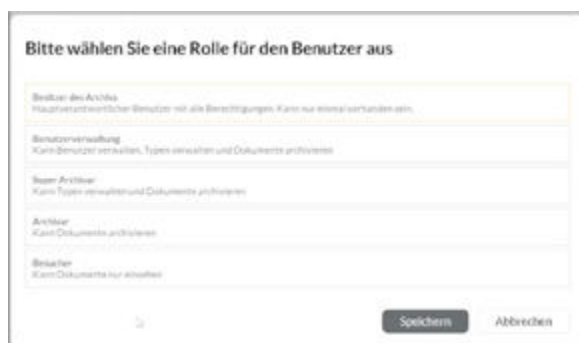 Bitte wählen Sie eine Rolle für den Benutzer aus
Besitzer des Archivs
Hauptverantwortlicher Benutzer mit alle Berechtigungen. Kann nur einmal vorhanden sein.
Benutzerverwaltung
Kann Benutzer verwalten, Typen verwalten und Dokumente archivieren
Super Archivar
Kann Typen verwalten und Dokumente archivieren
Archivar
Kann Dokumente archivieren
Besucher
Kann Dokumente nur einsehen
Speichern
Abbrechen